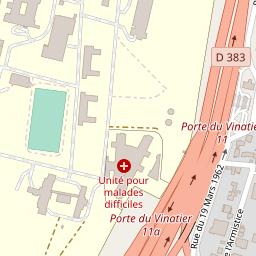 D 383
Porte du Vinatier
11
Unité pour
malades
difficiles
Porte du Vinatier
11a
Rue du 19 Mars 1962
e l'Armistice